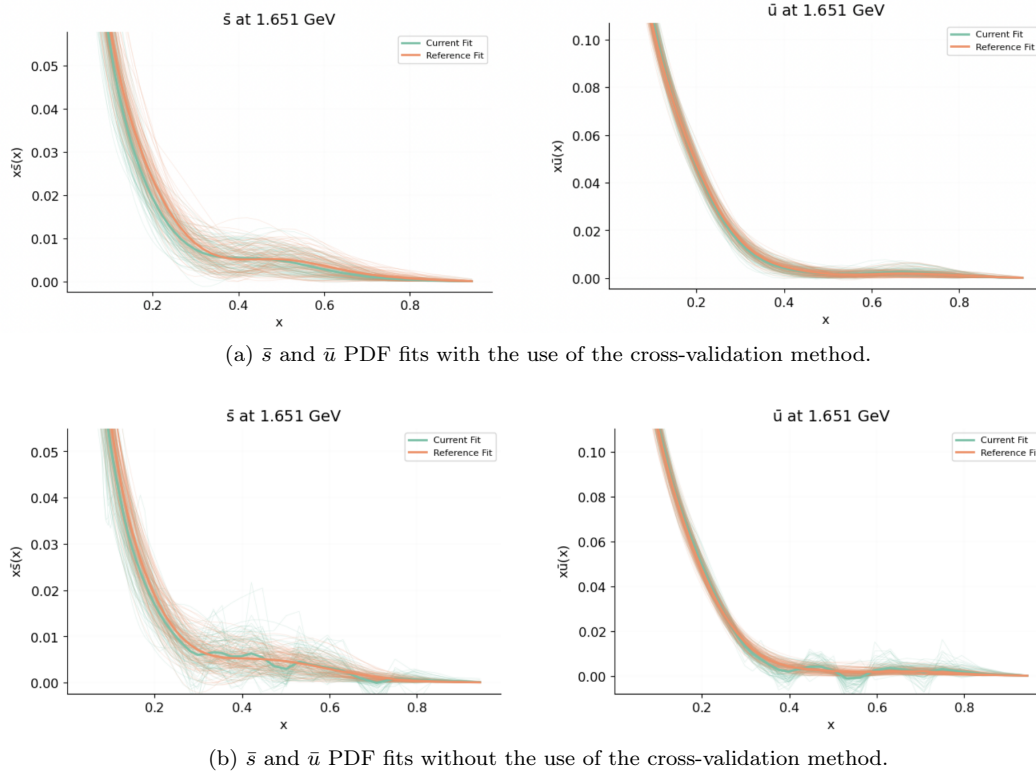 s̄ at 1.651 GeV
Current Fit
Reference Fit
0.05
0.04
0.03
0.02
0.01
0.00
xs̄(x)
0.2
0.4
0.6
0.8
x
ū at 1.651 GeV
Current Fit
Reference Fit
0.10
0.08
0.06
0.04
0.02
0.00
xū(x)
0.2
0.4
0.6
0.8
x
(a) s̄ and ū PDF fits with the use of the cross-validation method.
s̄ at 1.651 GeV
Current Fit
Reference Fit
0.05
0.04
0.03
0.02
0.01
0.00
xs̄(x)
0.2
0.4
0.6
0.8
x
ū at 1.651 GeV
Current Fit
Reference Fit
0.10
0.08
0.06
0.04
0.02
0.00
xū(x)
0.2
0.4
0.6
0.8
x
(b) s̄ and ū PDF fits without the use of the cross-validation method.